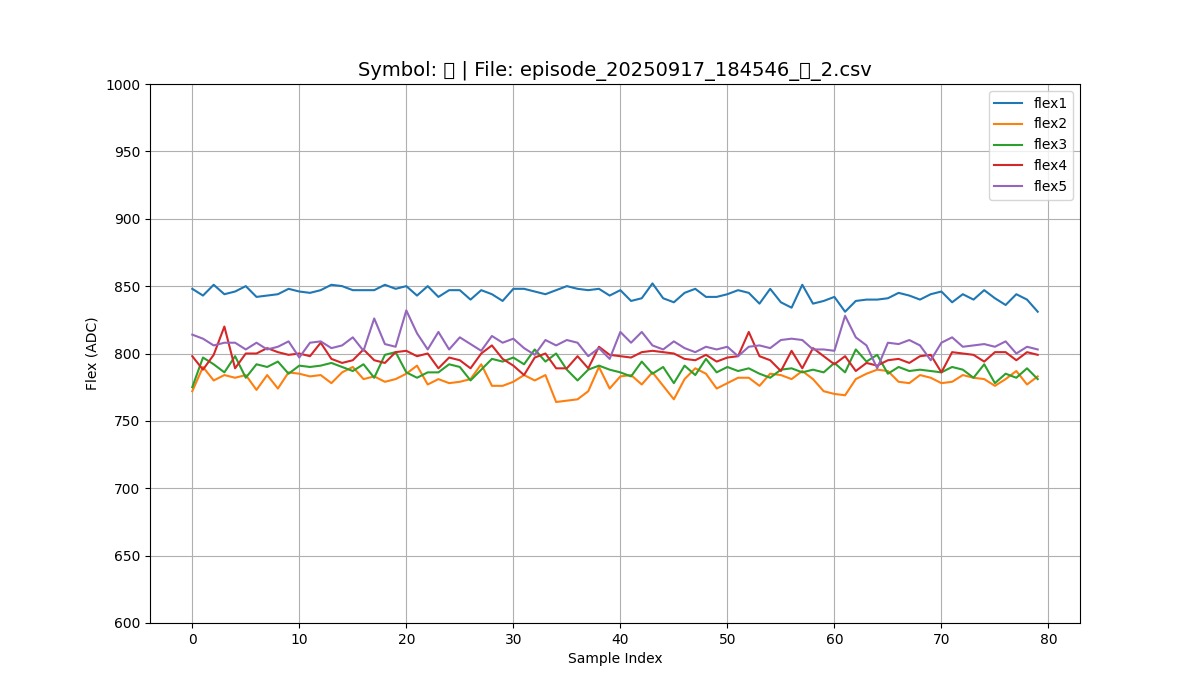 Symbol: | File: episode_20250917_184546_ _2.csv
1000
950
900
850
800
750
700
650
600
Flex (ADC)
flex1
flex2
flex3
flex4
flex5
0 10 20 30 40 50 60 70 80
Sample Index